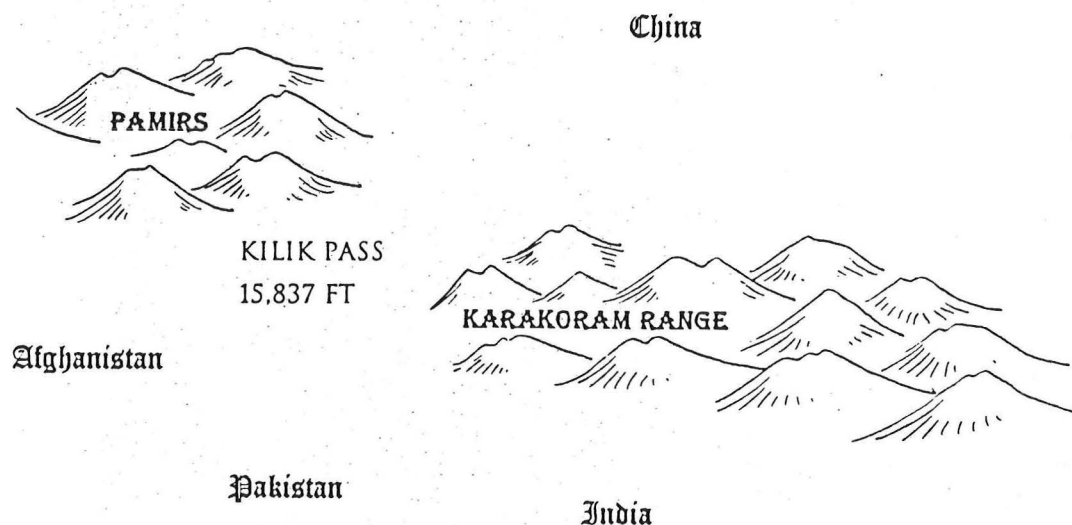 China
PAMIRS
KILIK PASS
15,837 FT
KARAKORAM RANGE
Afghanistan
Pakistan
India